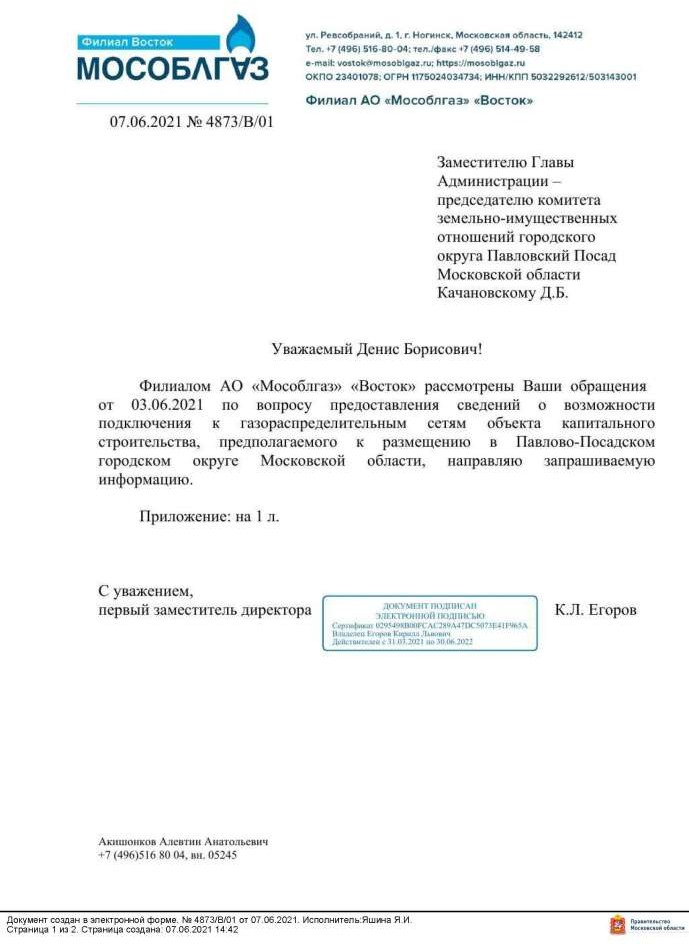 Филиал Восток
МОСОБЛГАЗ
ул. Ревсобраний, д. 1, г. Ногинск, Московская область, 142412
Тел. +7 (496) 516-80-04; тел./факс +7 (496) 514-49-58
e-mail: vostok@mosoblgaz.ru; https://mosoblgaz.ru
ОКПО 23401078; ОГРН 1175024034734; ИНН/КПП 5032292612/503143001
Филиал АО «Мособлгаз» «Восток»
07.06.2021 № 4873/В/01
Заместителю Главы
Администрации –
председателю комитета
земельно-имущественных
отношений городского
округа Павловский Посад
Московской области
Качановскому Д.Б.
Уважаемый Денис Борисович!
Филиалом АО «Мособлгаз» «Восток» рассмотрены Ваши обращения
от 03.06.2021 по вопросу предоставления сведений о возможности
подключения к газораспределительным сетям объекта капитального
строительства, предполагаемого к размещению в Павлово-Посадском
городском округе Московской области, направляю запрашиваемую
информацию.
Приложение: на 1 л.
С уважением,
первый заместитель директора
ДОКУМЕНТ ПОДПИСАН
ЭЛЕКТРОННОЙ ПОДПИСЬЮ
Сертификат 0295498B00FCAC289A47DC5073E41F965A
Владелец Егоров Кирилл Львович
Действителен с 31.03.2021 по 30.06.2022
К.Л. Егоров
Акишонков Алевтин Анатольевич
+7 (496)516 80 04, вн. 05245
Документ создан в электронной форме. № 4873/В/01 от 07.06.2021. Исполнитель:Яшина Я.И.
Страница 1 из 2. Страница создана: 07.06.2021 14:42
Правительство
Московской области